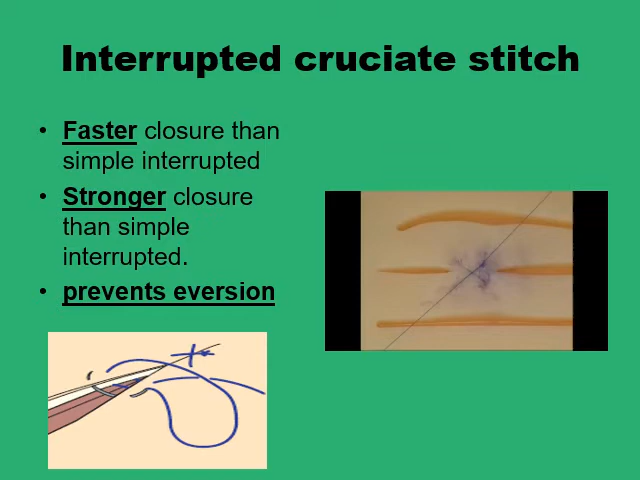 Interrupted cruciate stitch
• Faster closure than
simple interrupted
• Stronger closure
than simple
interrupted.
• prevents eversion